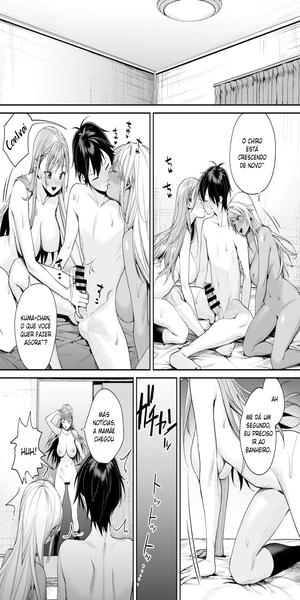 O CHIRO
ESTÁ
CRESCENDO
DE NOVO~
KUMA-CHAN,
O QUE VOCÊ
QUER FAZER
AGORA~?
AH
ME DÁ UM
SEGUNDO,
EU PRECISO
IR AO
BANHEIRO.
MÁS
NOTÍCIAS,
A MAMÃE
CHEGOU
HUH!